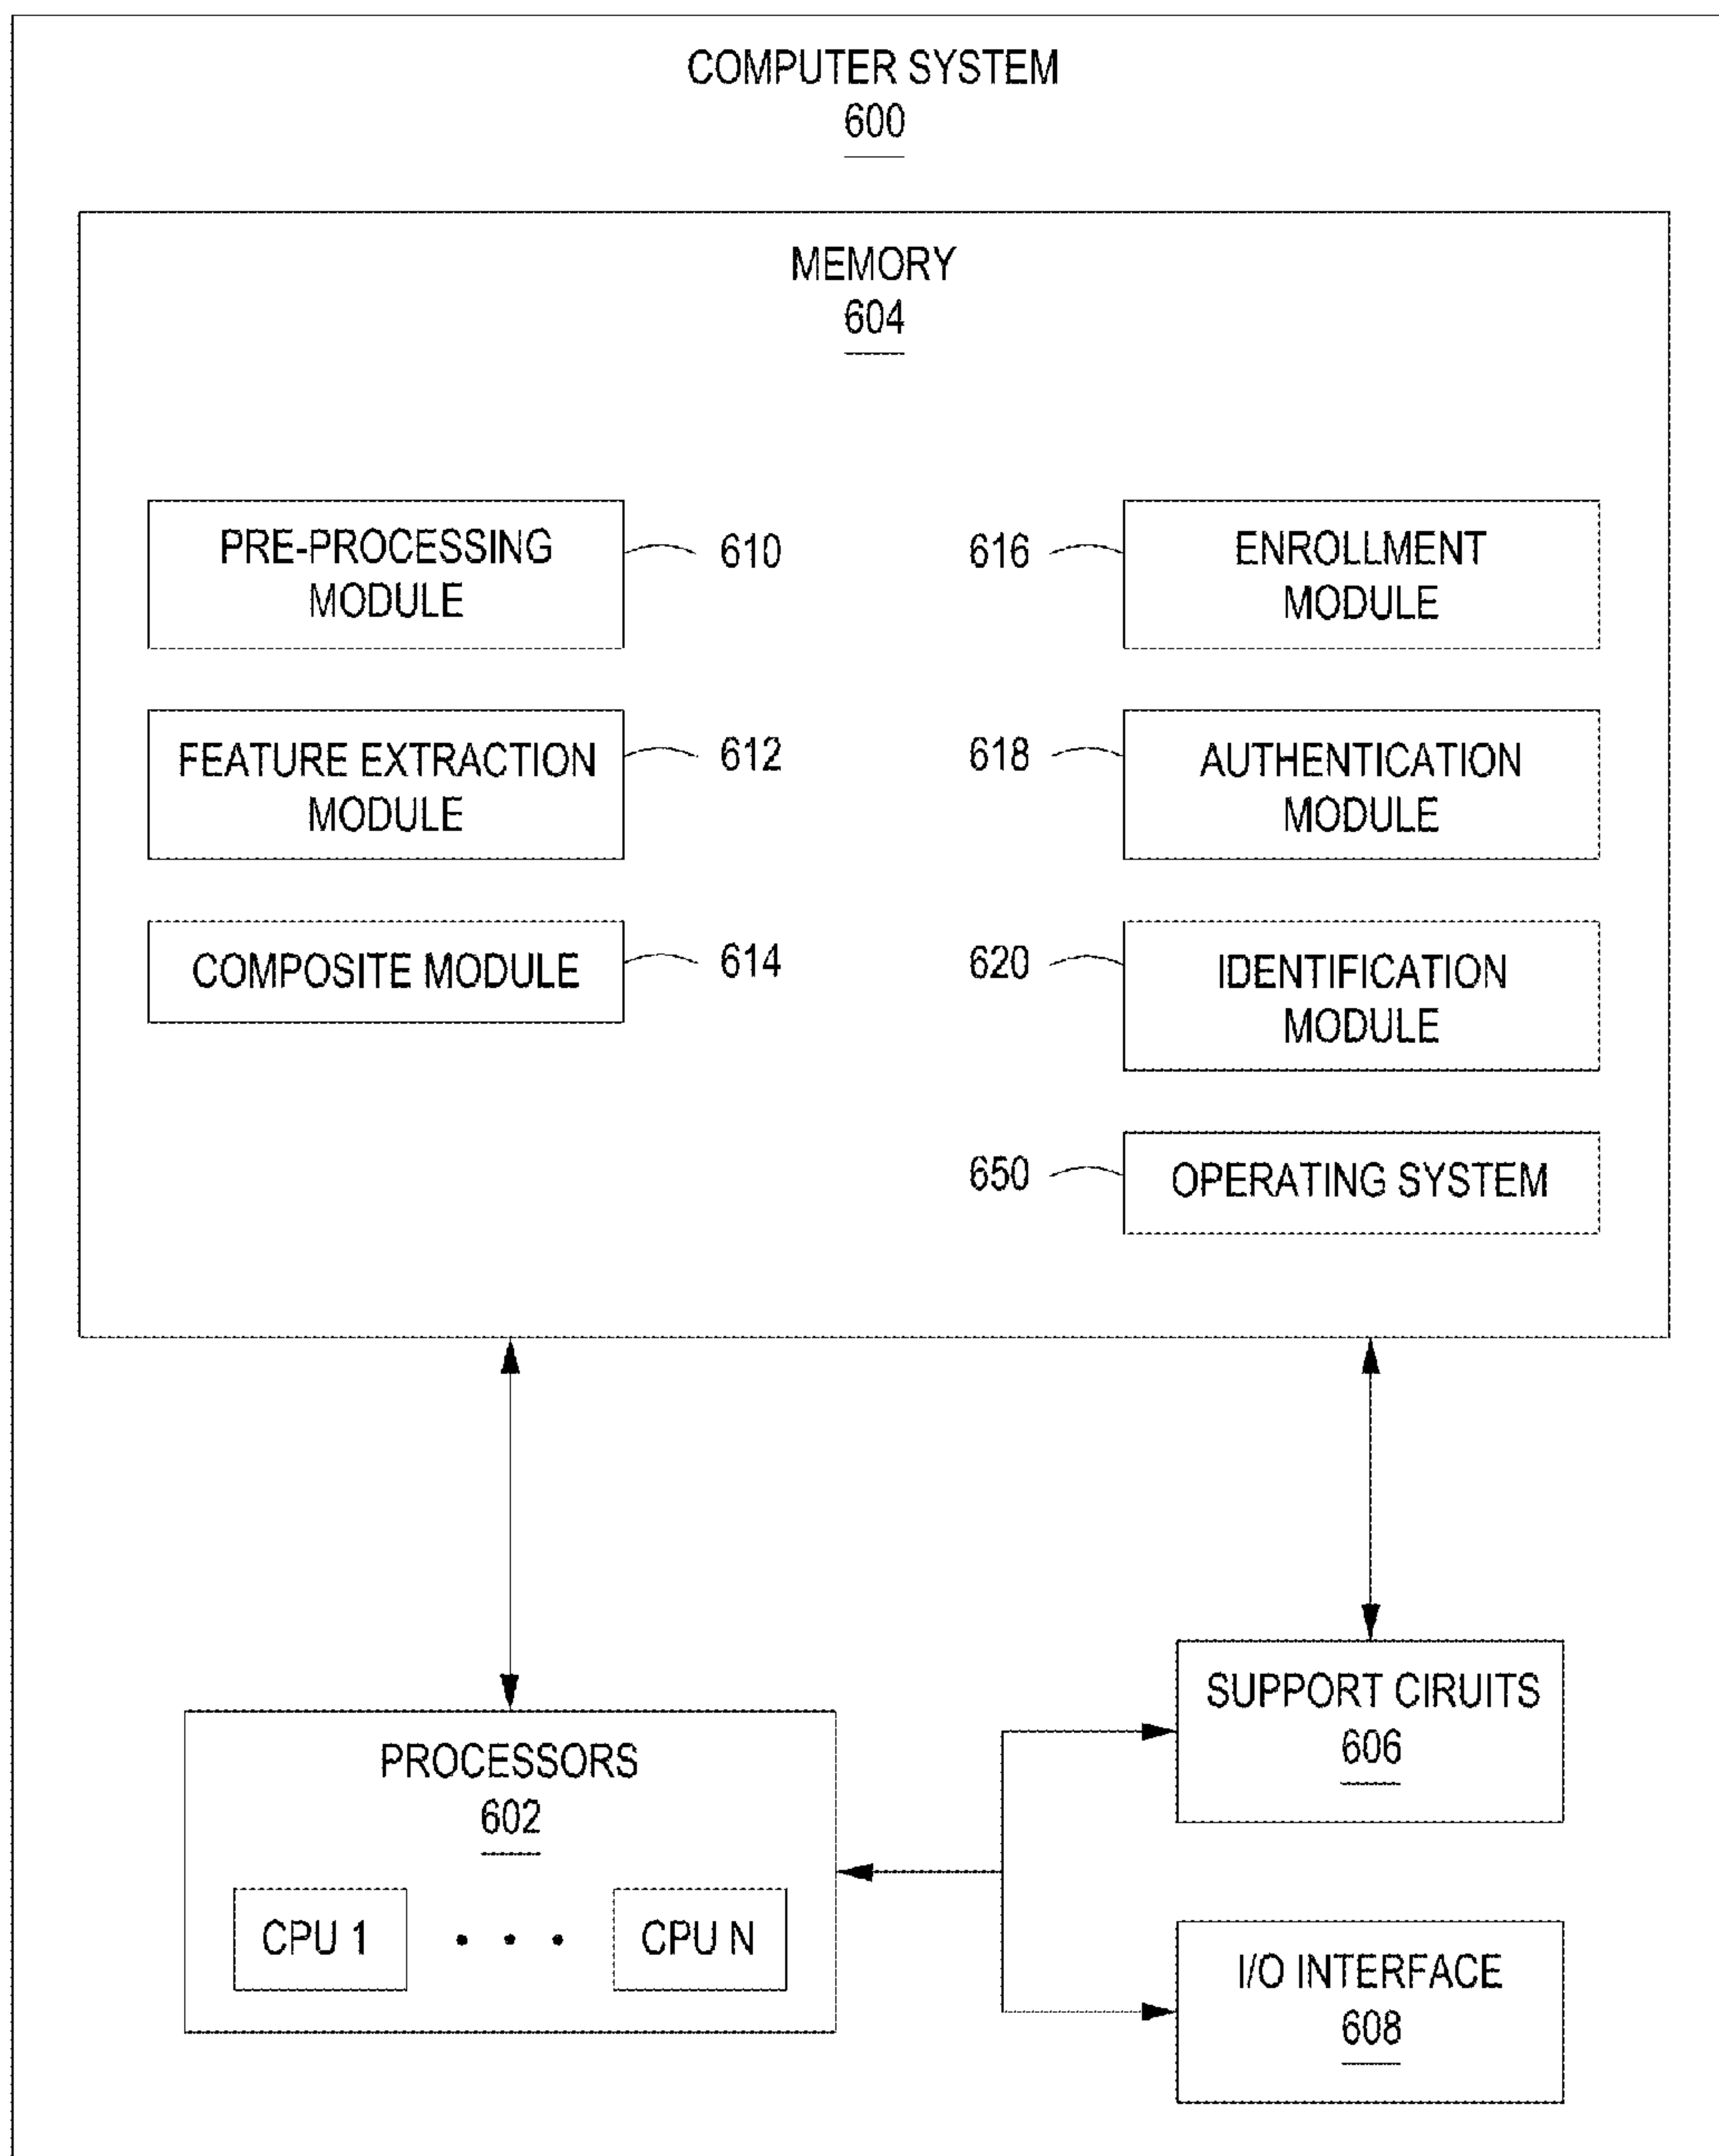 COMPUTER SYSTEM
600
MEMORY
604
PRE-PROCESSING
MODULE
610
FEATURE EXTRACTION
MODULE
612
COMPOSITE MODULE
614
616
ENROLLMENT
MODULE
618
AUTHENTICATION
MODULE
620
IDENTIFICATION
MODULE
650
OPERATING SYSTEM
PROCESSORS
602
CPU 1
• • •
CPU N
SUPPORT CIRUITS
606
I/O INTERFACE
608